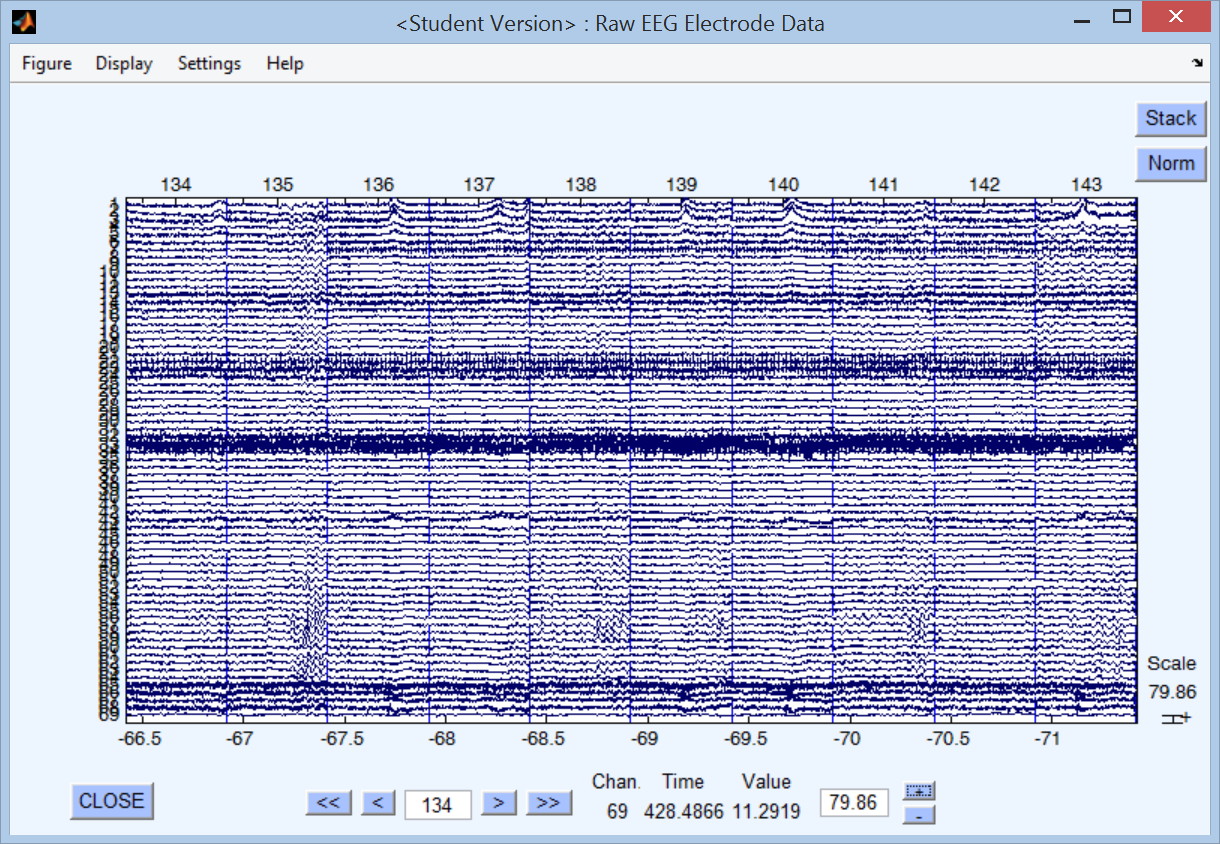 <Student Version> : Raw EEG Electrode Data
Figure Display Settings Help
Stack
Norm
134 135 136 137 138 139 140 141 142 143
69
Scale
79.86
-66.5 -67 -67.5 -68 -68.5 -69 -69.5 -70 -70.5 -71
Chan. Time Value
CLOSE << < 134 > >> 69 428.4866 11.2919 79.86 + -